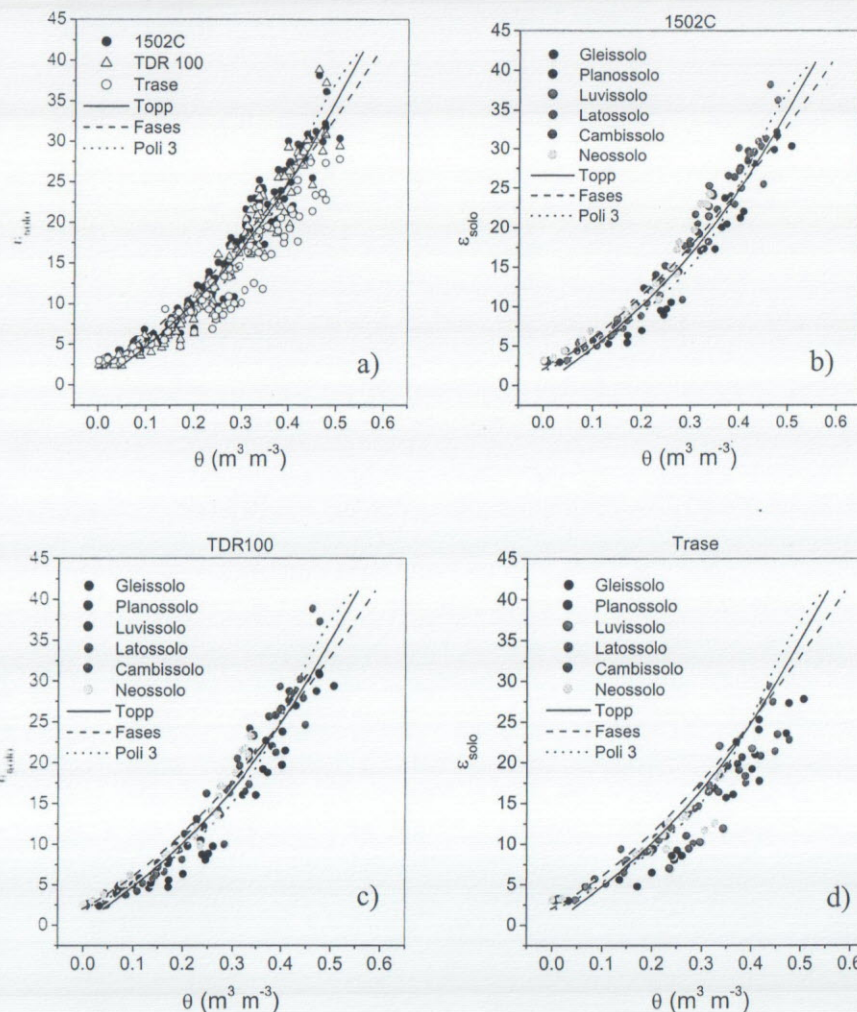 45
40
35
30
25
20
15
10
5
0
1502C
TDR 100
Trase
Topp
Fases
Poli 3
a)
0.0 0.1 0.2 0.3 0.4 0.5 0.6
θ (m³ m⁻³)
1502C
45
40
35
30
25
20
15
10
5
0
εsolo
Gleissolo
Planossolo
Luvissolo
Latossolo
Cambissolo
Neossolo
Topp
Fases
Poli 3
b)
0.0 0.1 0.2 0.3 0.4 0.5 0.6
θ (m³ m⁻³)
TDR100
45
40
35
30
25
20
15
10
5
0
Gleissolo
Planossolo
Luvissolo
Latossolo
Cambissolo
Neossolo
Topp
Fases
Poli 3
c)
0.0 0.1 0.2 0.3 0.4 0.5 0.6
θ (m³ m⁻³)
Trase
45
40
35
30
25
20
15
10
5
0
εsolo
Gleissolo
Planossolo
Luvissolo
Latossolo
Cambissolo
Neossolo
Topp
Fases
Poli 3
d)
0.0 0.1 0.2 0.3 0.4 0.5 0.6
θ (m³ m⁻³)